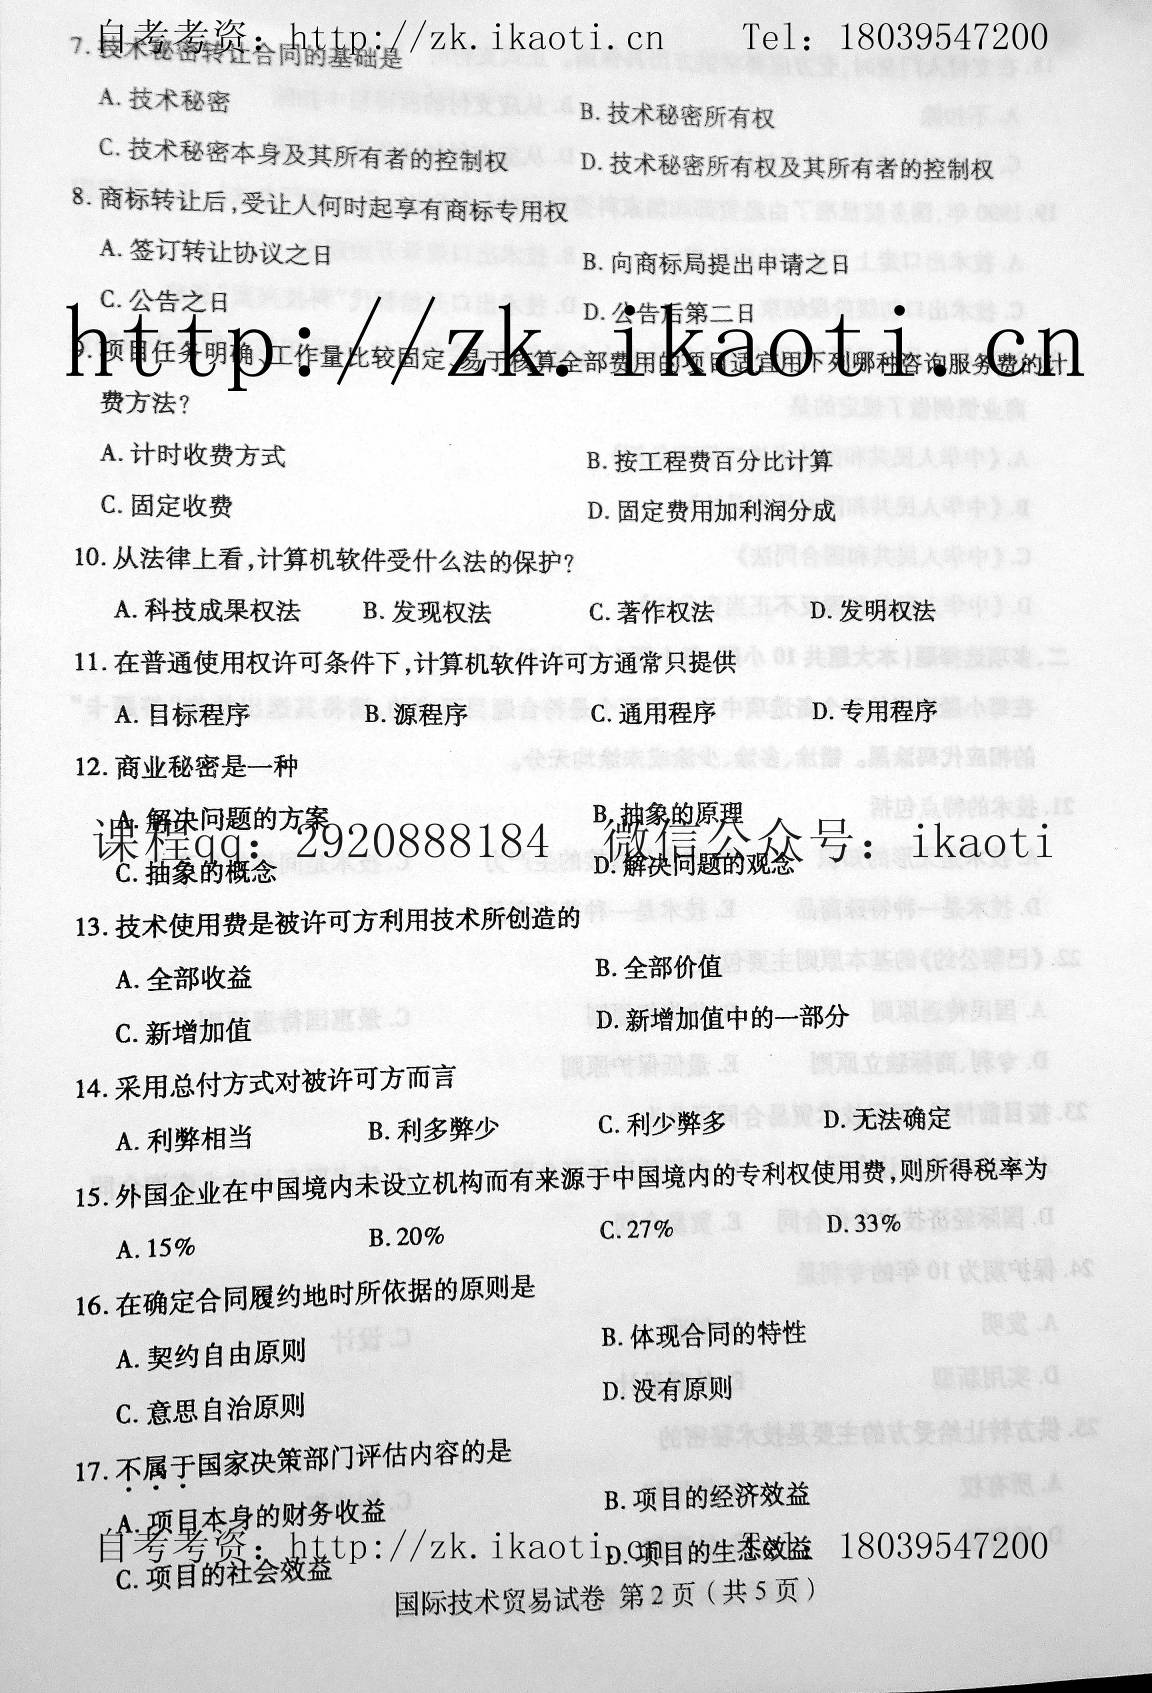 自考考资: http://zk.ikaoti.cn Tel: 18039547200
7. 技术秘密转让合同的基础是
A. 技术秘密 B. 技术秘密所有权
C. 技术秘密本身及其所有者的控制权 D. 技术秘密所有权及其所有者的控制权
8. 商标转让后,受让人何时起享有商标专用权
A. 签订转让协议之日 B. 向商标局提出申请之日
C. 公告之日 D. 公告后第二日
http://zk.ikaoti.cn
9. 项目任务明确、工作量比较固定、易于核算全部费用的项目适宜用下列哪种咨询服务费的计
费方法?
A. 计时收费方式 B. 按工程费百分比计算
C. 固定收费 D. 固定费用加利润分成
10. 从法律上看,计算机软件受什么法的保护?
A. 科技成果权法 B. 发现权法 C. 著作权法 D. 发明权法
11. 在普通使用权许可条件下,计算机软件许可方通常只提供
A. 目标程序 B. 源程序 C. 通用程序 D. 专用程序
12. 商业秘密是一种
A. 解决问题的方案 B. 抽象的原理
课程qq: 2920888184 微信公众号: ikaoti
C. 抽象的概念 D. 解决问题的观念
13. 技术使用费是被许可方利用技术所创造的
A. 全部收益 B. 全部价值
C. 新增加值 D. 新增加值中的一部分
14. 采用总付方式对被许可方而言
A. 利弊相当 B. 利多弊少 C. 利少弊多 D. 无法确定
15. 外国企业在中国境内未设立机构而有来源于中国境内的专利权使用费,则所得税率为
A. 15% B. 20% C. 27% D. 33%
16. 在确定合同履约地时所依据的原则是
A. 契约自由原则 B. 体现合同的特性
C. 意思自治原则 D. 没有原则
17. 不属于国家决策部门评估内容的是
A. 项目本身的财务收益 B. 项目的经济效益
自考考资: http://zk.ikaoti.cn Tel: 18039547200
C. 项目的社会效益 D. 项目的生态效益
国际技术贸易试卷 第 2 页 (共 5 页)